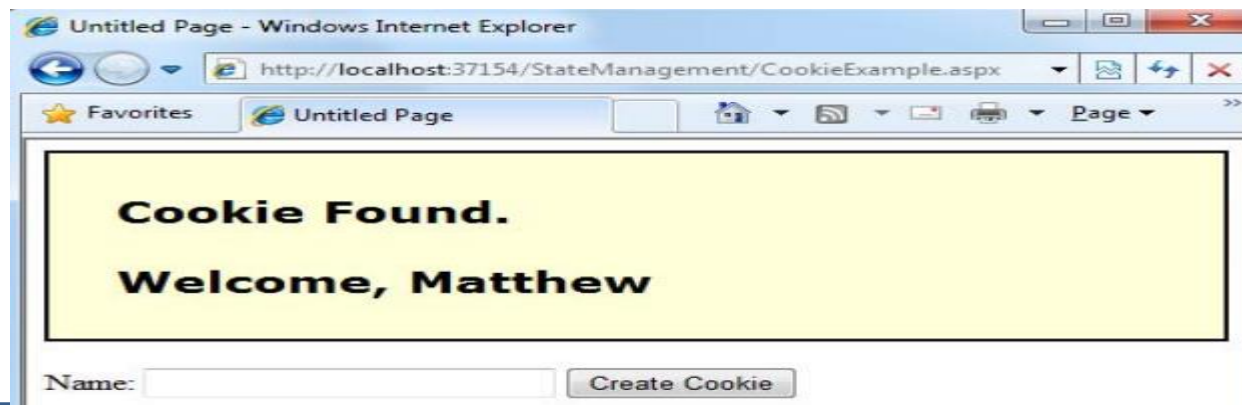 Untitled Page - Windows Internet Explorer
http://localhost:37154/StateManagement/CookieExample.aspx
Favorites Untitled Page Page
Cookie Found.
Welcome, Matthew
Name: Create Cookie